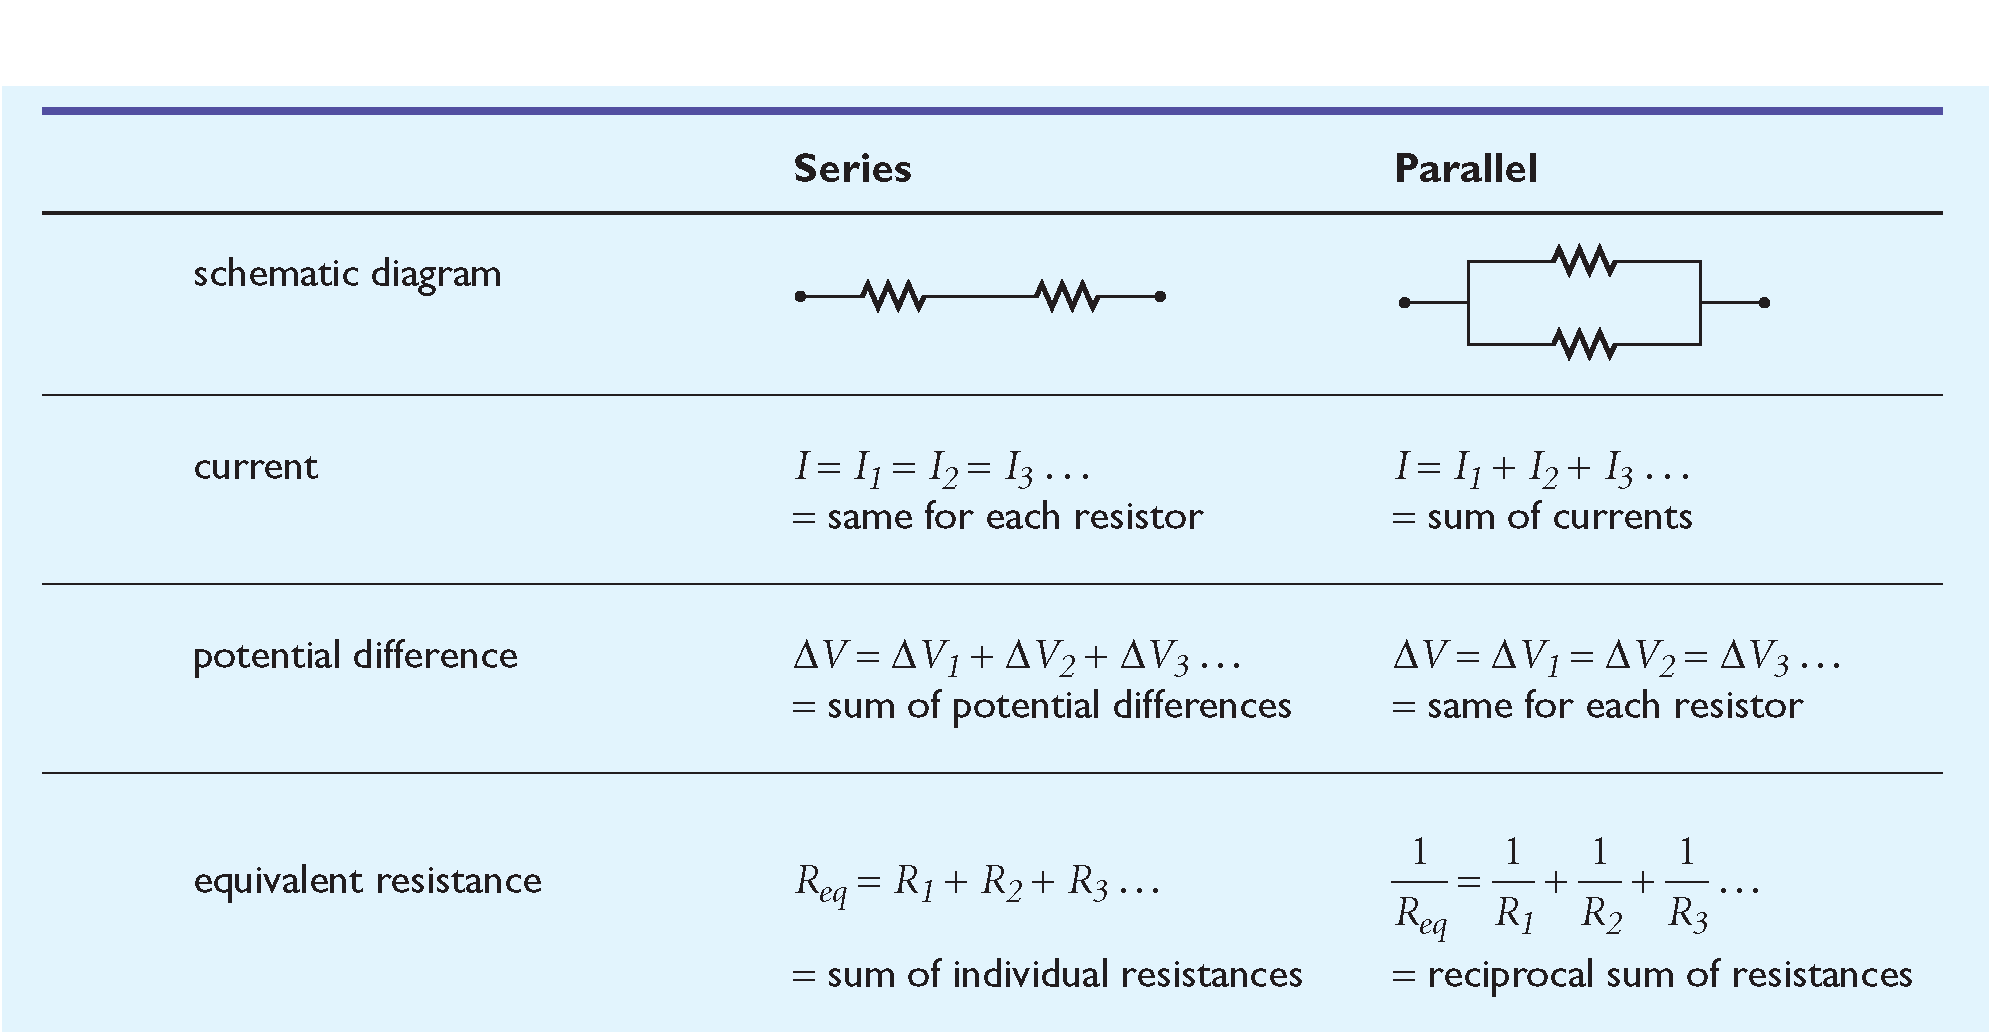 Series Parallel
schematic diagram
current I = I₁ = I₂ = I₃ . . . I = I₁ + I₂ + I₃ . . .
= same for each resistor = sum of currents
potential difference ΔV = ΔV₁ + ΔV₂ + ΔV₃ . . . ΔV = ΔV₁ = ΔV₂ = ΔV₃ . . .
= sum of potential differences = same for each resistor
equivalent resistance R_eq = R₁ + R₂ + R₃ . . . 1/R_eq = 1/R₁ + 1/R₂ + 1/R₃ . . .
= sum of individual resistances = reciprocal sum of resistances